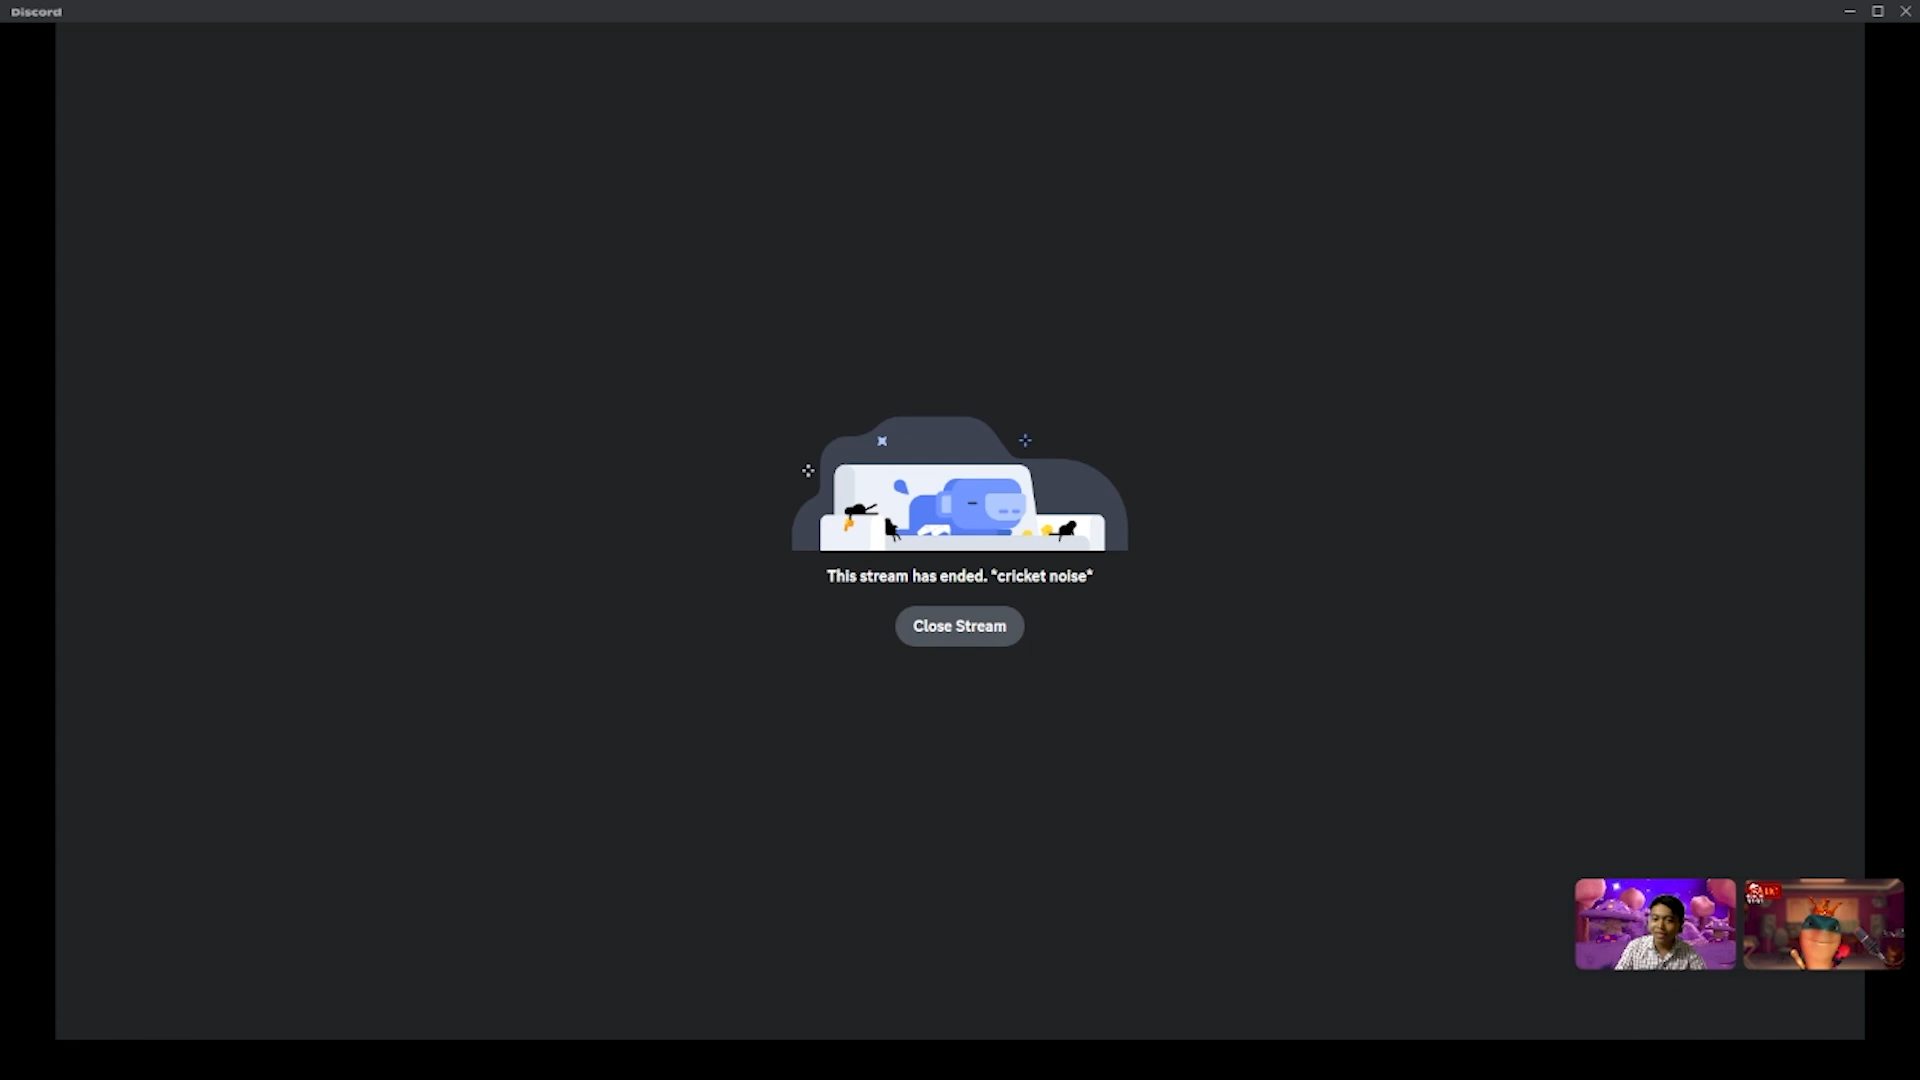 Discord
This stream has ended. *cricket noise*
Close Stream